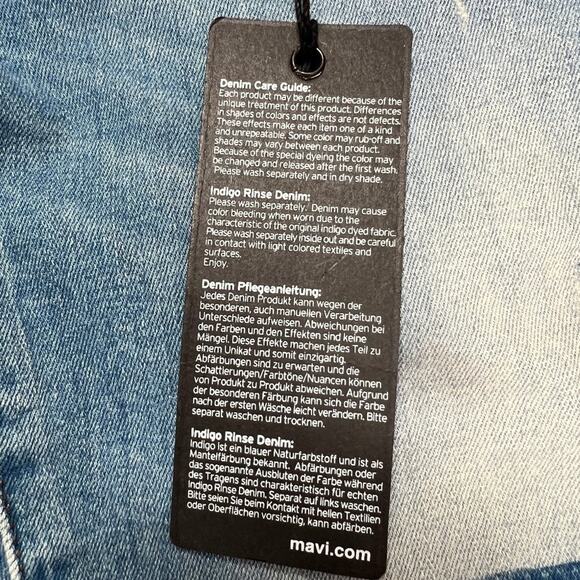 Denim Care Guide:
Each product may be different because of the
unique treatment of this product. Differences
in shades of colors and effects are not defects.
These effects make each item one of a kind
and unrepeatable. Some color may rub-off and
shades may vary between each product.
Because of the special dyeing the color may
be changed and released after the first wash.
Please wash separately and in dry shade.
Indigo Rinse Denim:
Please wash separately. Denim may cause
color bleeding when worn due to the
characteristic of the original indigo dyed fabric.
Please wash separately inside out and be careful
in contact with light colored textiles and
surfaces.
Enjoy.
Denim Pflegeanleitung:
Jedes Denim Produkt kann wegen der
besonderen, auch manuellen Verarbeitung
Unterschiede aufweisen. Abweichungen bei
den Farben und den Effekten sind keine
Mängel. Diese Effekte machen jedes Teil zu
einem Unikat und somit einzigartig.
Abfärbungen sind zu erwarten und die
Schattierungen/Farbtöne/Nuancen können
von Produkt zu Produkt abweichen. Aufgrund
der besonderen Färbung kann sich die Farbe
nach der ersten Wäsche leicht verändern. Bitte
separat waschen und trocknen.
Indigo Rinse Denim:
Indigo ist ein blauer Naturfarbstoff und ist als
Mantelfärbung bekannt. Abfärbungen oder
das sogenannte Ausbluten der Farbe während
des Tragens sind charakteristisch für echten
Indigo Rinse Denim. Separat auf links waschen.
Bitte seien Sie beim Kontakt mit hellen Textilien
oder Oberflächen vorsichtig, kann abfärben.
mavi.com